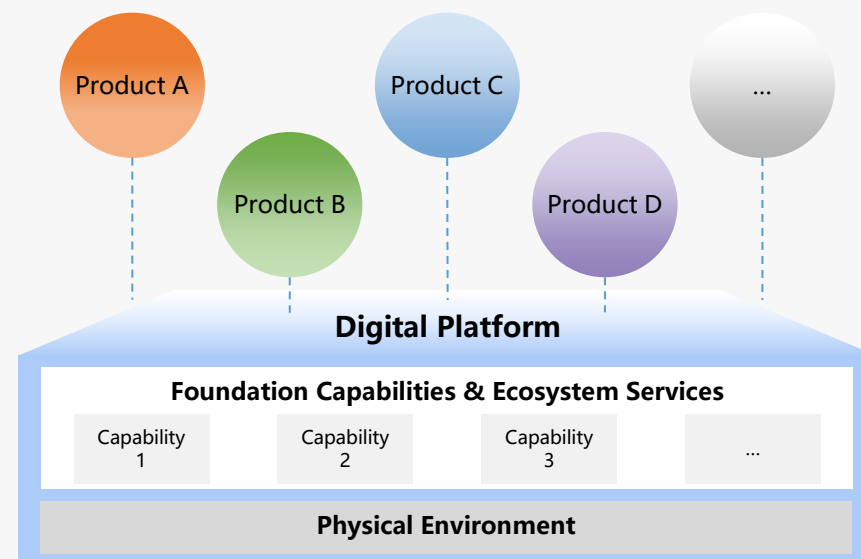 Product A
Product C
...
Product B
Product D
Digital Platform
Foundation Capabilities & Ecosystem Services
Capability
1
Capability
2
Capability
3
...
Physical Environment